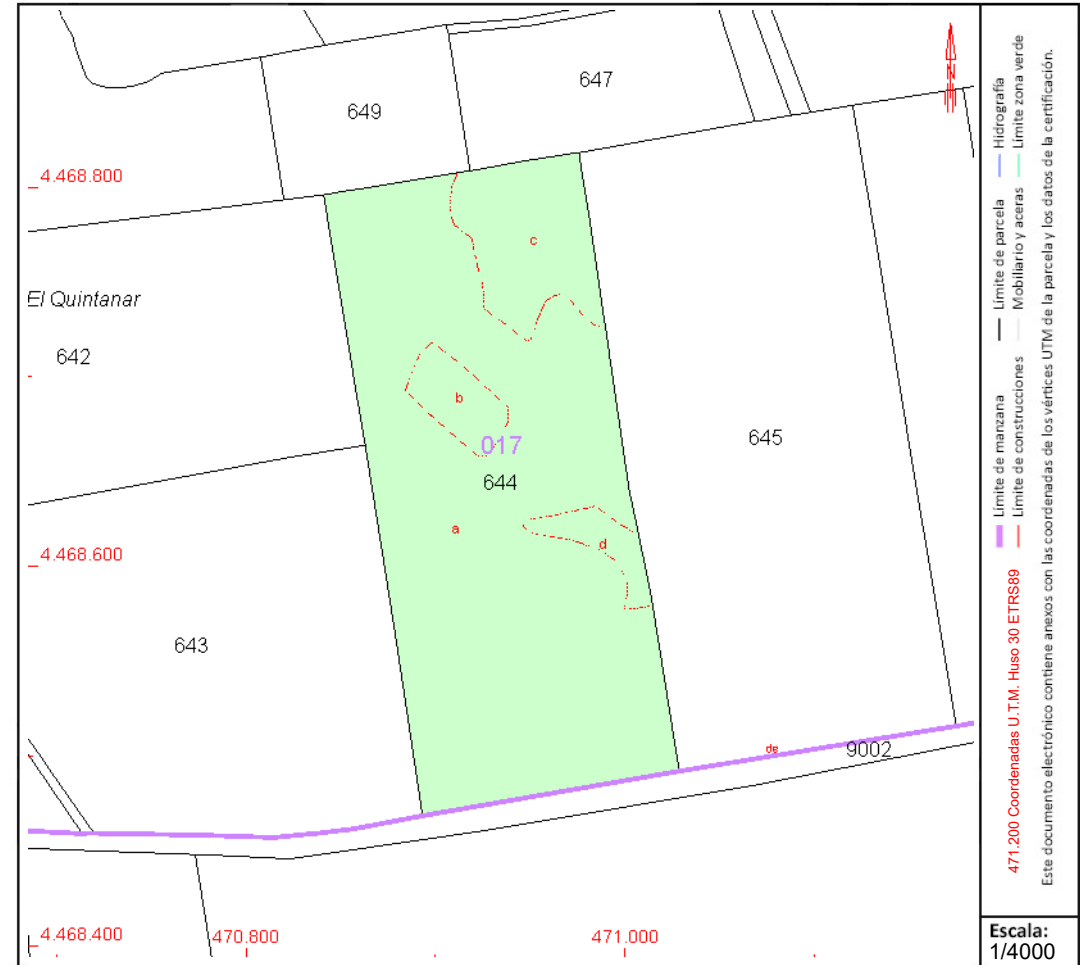 647
649
4.468.800
c
El Quintanar
642
b
645
017
644
a
d
4.468.600
643
de
9002
4.468.400
470.800
471.000
N
Límite de manzana
Límite de parcela
Hidrografía
471.200 Coordenadas U.T.M. Huso 30 ETRS89
Límite de construcciones
Mobiliario y aceras
Límite zona verde
Este documento electrónico contiene anexos con las coordenadas de los vértices UTM de la parcela y los datos de la certificación.
Escala:
1/4000